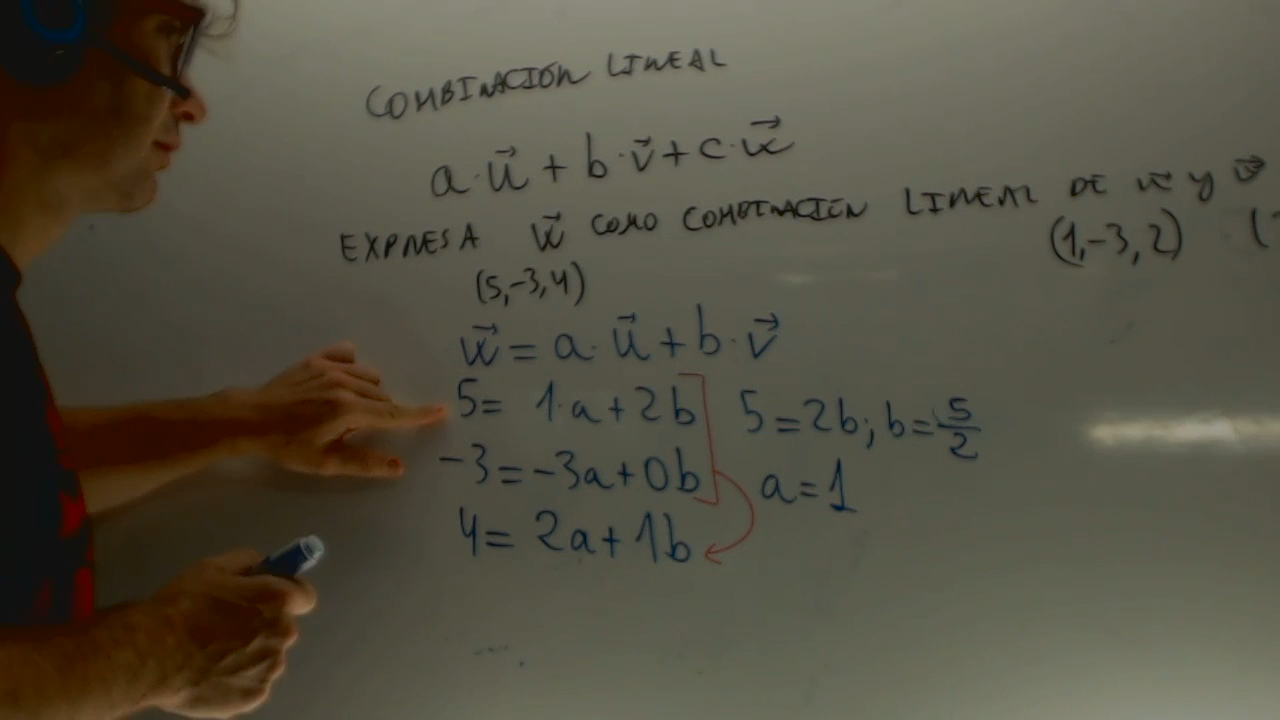 COMBINACIÓN LINEAL
a·u⃗ + b·v⃗ + c·w⃗
EXPRESA w⃗ COMO COMBINACIÓN LINEAL DE u⃗ y v⃗
(5,-3,4) (1,-3,2) (
w⃗ = a·u⃗ + b·v⃗
5= 1·a+2b 5=2b; b=5/2
-3=-3a+0b a=1
4= 2a+1b